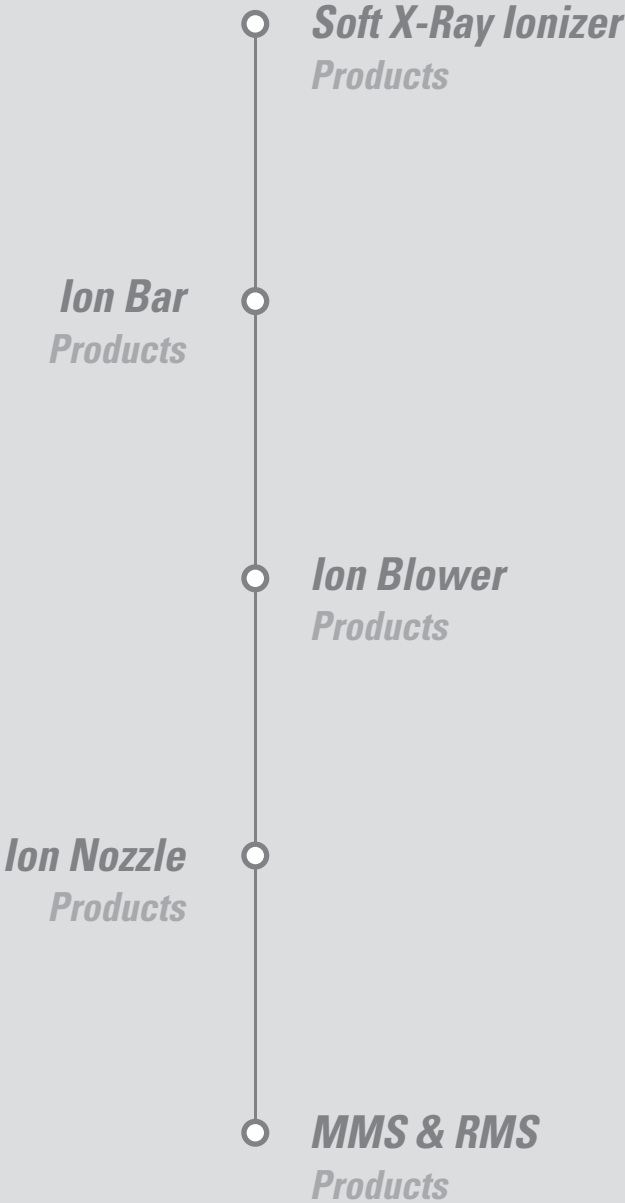 Soft X-Ray Ionizer
Products
Ion Bar
Products
Ion Blower
Products
Ion Nozzle
Products
MMS & RMS
Products